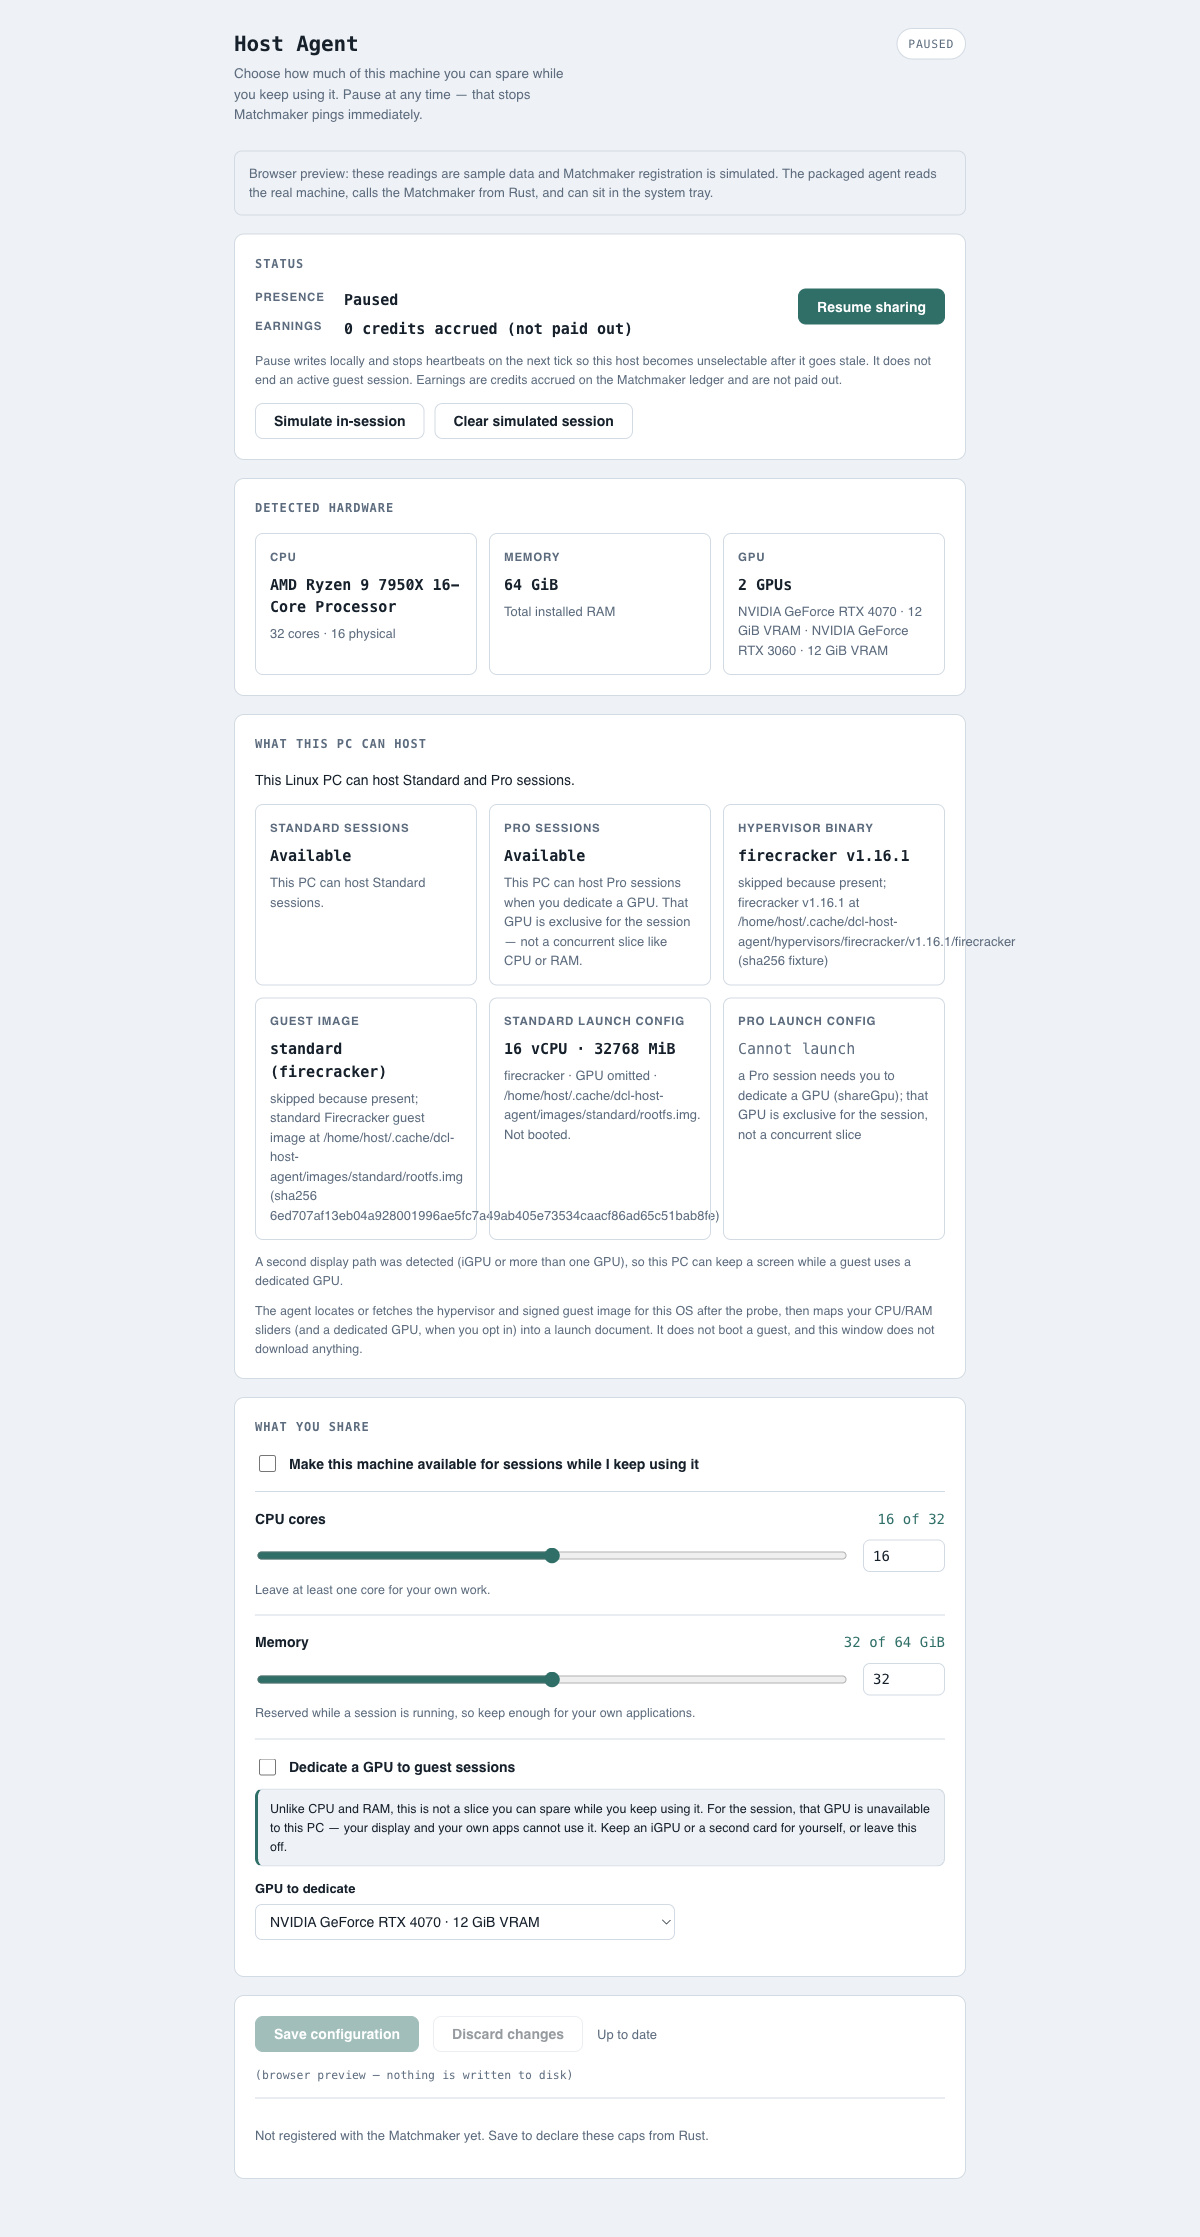 Host Agent
PAUSED
Choose how much of this machine you can spare while
you keep using it. Pause at any time — that stops
Matchmaker pings immediately.
Browser preview: these readings are sample data and Matchmaker registration is simulated. The packaged agent reads
the real machine, calls the Matchmaker from Rust, and can sit in the system tray.
STATUS
PRESENCE Paused
Resume sharing
EARNINGS 0 credits accrued (not paid out)
Pause writes locally and stops heartbeats on the next tick so this host becomes unselectable after it goes stale. It does not
end an active guest session. Earnings are credits accrued on the Matchmaker ledger and are not paid out.
Simulate in-session
Clear simulated session
DETECTED HARDWARE
CPU
AMD Ryzen 9 7950X 16-
Core Processor
32 cores · 16 physical
MEMORY
64 GiB
Total installed RAM
GPU
2 GPUs
NVIDIA GeForce RTX 4070 · 12
GiB VRAM · NVIDIA GeForce
RTX 3060 · 12 GiB VRAM
WHAT THIS PC CAN HOST
This Linux PC can host Standard and Pro sessions.
STANDARD SESSIONS
Available
This PC can host Standard
sessions.
PRO SESSIONS
Available
This PC can host Pro sessions
when you dedicate a GPU. That
GPU is exclusive for the session
— not a concurrent slice like
CPU or RAM.
HYPERVISOR BINARY
firecracker v1.16.1
skipped because present;
firecracker v1.16.1 at
/home/host/.cache/dcl-host-
agent/hypervisors/firecracker/v1.16.1/firecracker
(sha256 fixture)
GUEST IMAGE
standard
(firecracker)
skipped because present;
standard Firecracker guest
image at /home/host/.cache/dcl-
host-
agent/images/standard/rootfs.img
(sha256
6ed707af13eb04a928001996ae5fc7a49ab405e73534caacf86ad65c51bab8fe)
STANDARD LAUNCH CONFIG
16 vCPU · 32768 MiB
firecracker · GPU omitted ·
/home/host/.cache/dcl-host-
agent/images/standard/rootfs.img.
Not booted.
PRO LAUNCH CONFIG
Cannot launch
a Pro session needs you to
dedicate a GPU (shareGpu); that
GPU is exclusive for the session,
not a concurrent slice
A second display path was detected (iGPU or more than one GPU), so this PC can keep a screen while a guest uses a
dedicated GPU.
The agent locates or fetches the hypervisor and signed guest image for this OS after the probe, then maps your CPU/RAM
sliders (and a dedicated GPU, when you opt in) into a launch document. It does not boot a guest, and this window does not
download anything.
WHAT YOU SHARE
Make this machine available for sessions while I keep using it
CPU cores
16 of 32
16
Leave at least one core for your own work.
Memory
32 of 64 GiB
32
Reserved while a session is running, so keep enough for your own applications.
Dedicate a GPU to guest sessions
Unlike CPU and RAM, this is not a slice you can spare while you keep using it. For the session, that GPU is unavailable
to this PC — your display and your own apps cannot use it. Keep an iGPU or a second card for yourself, or leave this
off.
GPU to dedicate
NVIDIA GeForce RTX 4070 · 12 GiB VRAM
Save configuration
Discard changes
Up to date
(browser preview — nothing is written to disk)
Not registered with the Matchmaker yet. Save to declare these caps from Rust.